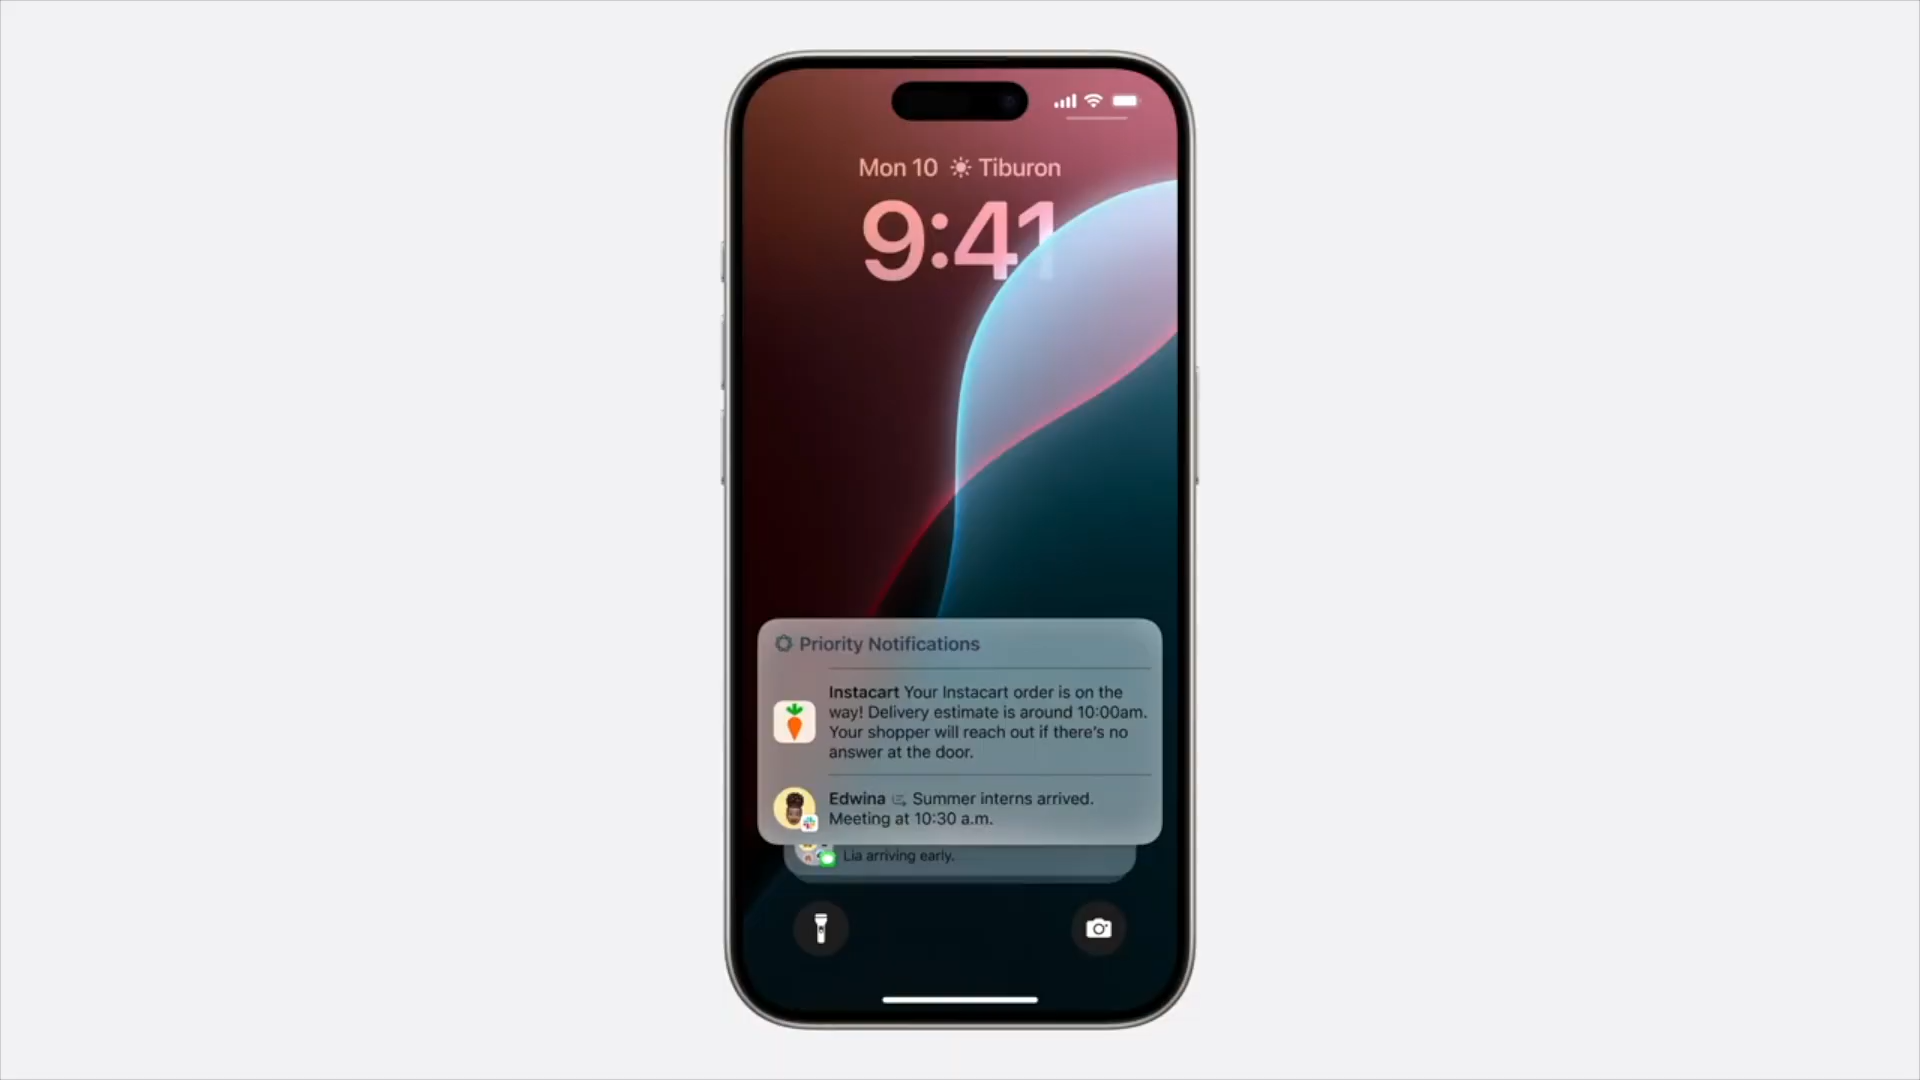 Mon 10 Tiburon
9:41
Priority Notifications
Instacart Your Instacart order is on the
way! Delivery estimate is around 10:00am.
Your shopper will reach out if there's no
answer at the door.
Edwina Summer interns arrived.
Meeting at 10:30 a.m.
Lia arriving early.